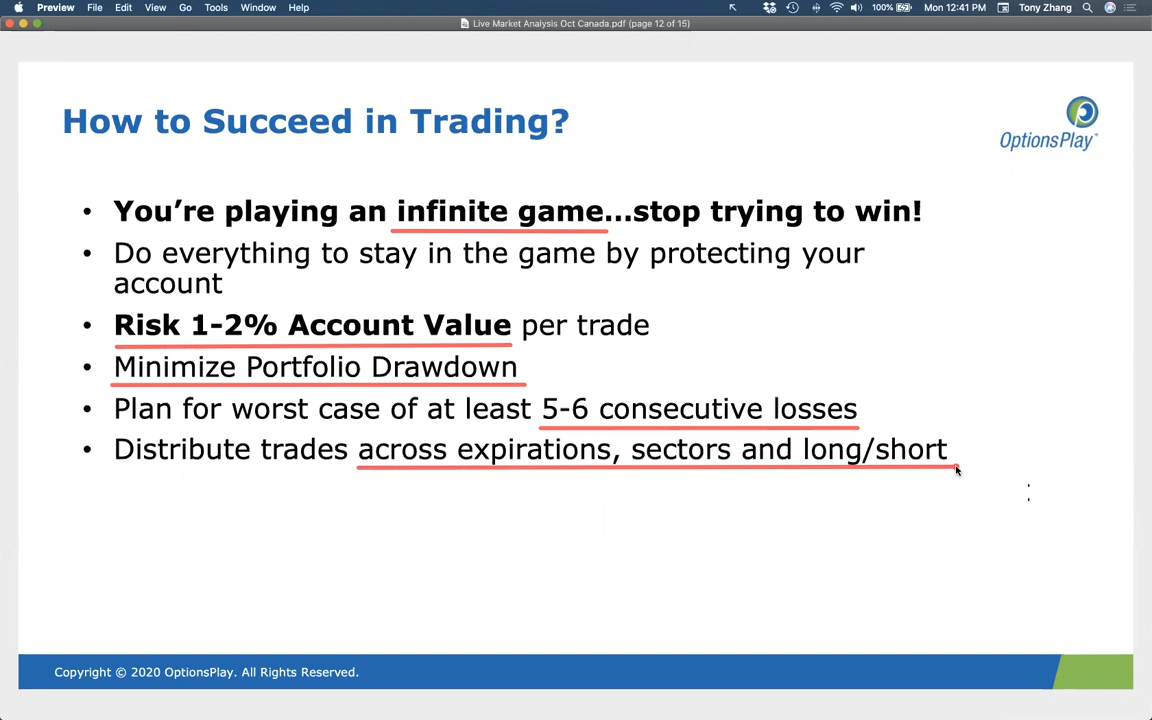 Preview File Edit View Go Tools Window Help 100% Mon 12:41 PM Tony Zhang
Live Market Analysis Oct Canada.pdf (page 12 of 15)
How to Succeed in Trading?
OptionsPlay
• You’re playing an infinite game...stop trying to win!
• Do everything to stay in the game by protecting your
account
• Risk 1-2% Account Value per trade
• Minimize Portfolio Drawdown
• Plan for worst case of at least 5-6 consecutive losses
• Distribute trades across expirations, sectors and long/short
Copyright © 2020 OptionsPlay. All Rights Reserved.